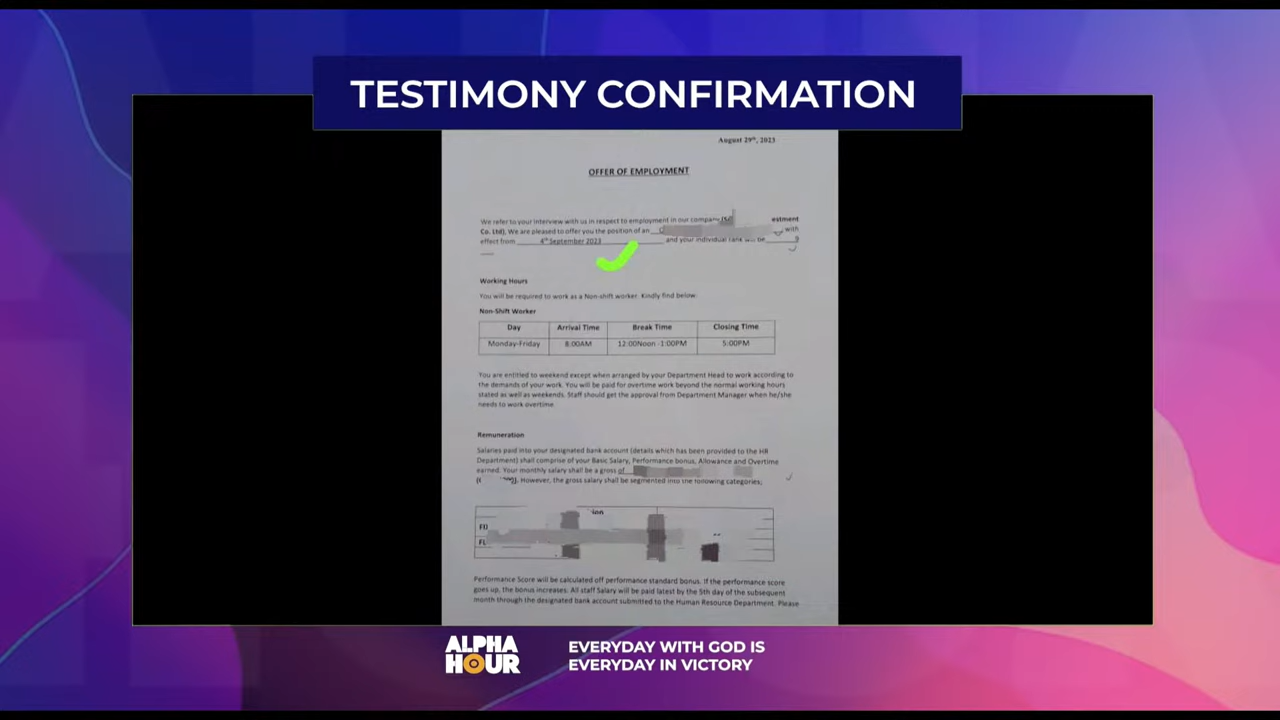 TESTIMONY CONFIRMATION
August 29th, 2023
OFFER OF EMPLOYMENT
We refer to your interview with us in respect to employment in our company estment
Co. Ltd). We are pleased to offer you the position of an with
effect from 4th September 2023 and your individual rank will be 9
Working Hours
You will be required to work as a Non-shift worker. Kindly find below:
Non-Shift Worker
Day Arrival Time Break Time Closing Time
Monday-Friday 8:00AM 12:00Noon -1:00PM 5:00PM
You are entitled to weekend except when arranged by your Department Head to work according to
the demands of your work. You will be paid for overtime work beyond the normal working hours
stated as well as weekends. Staff should get the approval from Department Manager when he/she
needs to work overtime.
Remuneration
Salaries paid into your designated bank account (details which has been provided to the HR
Department) shall comprise of your Basic Salary, Performance bonus, Allowance and Overtime
earned. Your monthly salary shall be a gross of
However, the gross salary shall be segmented into the following categories;
ion
FD
FL
Performance Score will be calculated off performance standard bonus. If the performance score
goes up, the bonus increases. All staff Salary will be paid latest by the 5th day of the subsequent
month through the designated bank account submitted to the Human Resource Department. Please
ALPHA
HOUR
EVERYDAY WITH GOD IS
EVERYDAY IN VICTORY